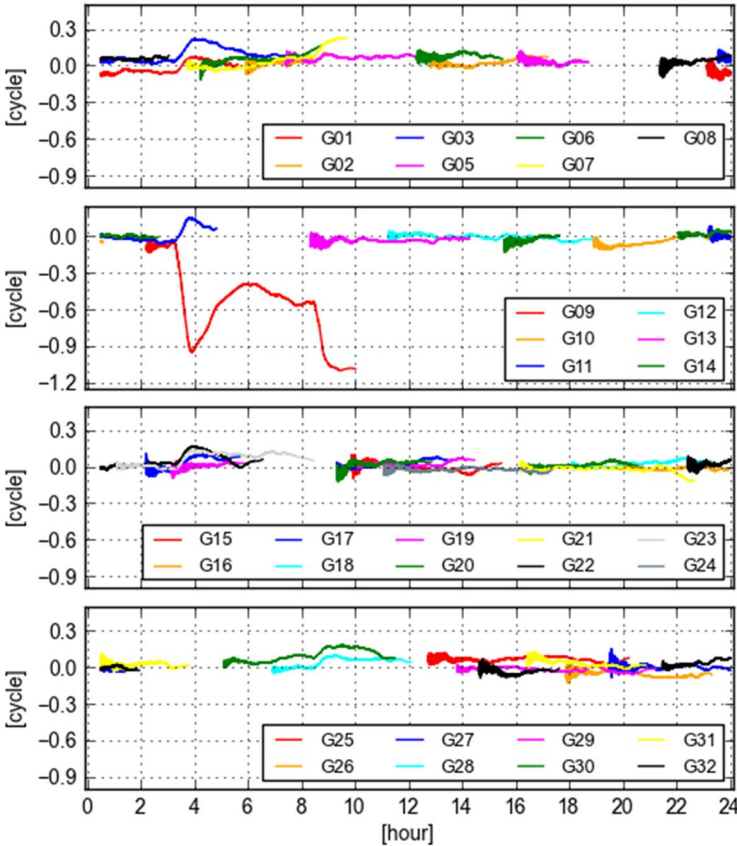 0.3
0.0
−0.3
−0.6
−0.9
[cycle]
G01 G03 G06 G08
G02 G05 G07
0.0
−0.3
−0.6
−0.9
−1.2
[cycle]
G09 G12
G10 G13
G11 G14
0.3
0.0
−0.3
−0.6
−0.9
[cycle]
G15 G17 G19 G21 G23
G16 G18 G20 G22 G24
0.3
0.0
−0.3
−0.6
−0.9
[cycle]
G25 G27 G29 G31
G26 G28 G30 G32
0 2 4 6 8 10 12 14 16 18 20 22 24
[hour]